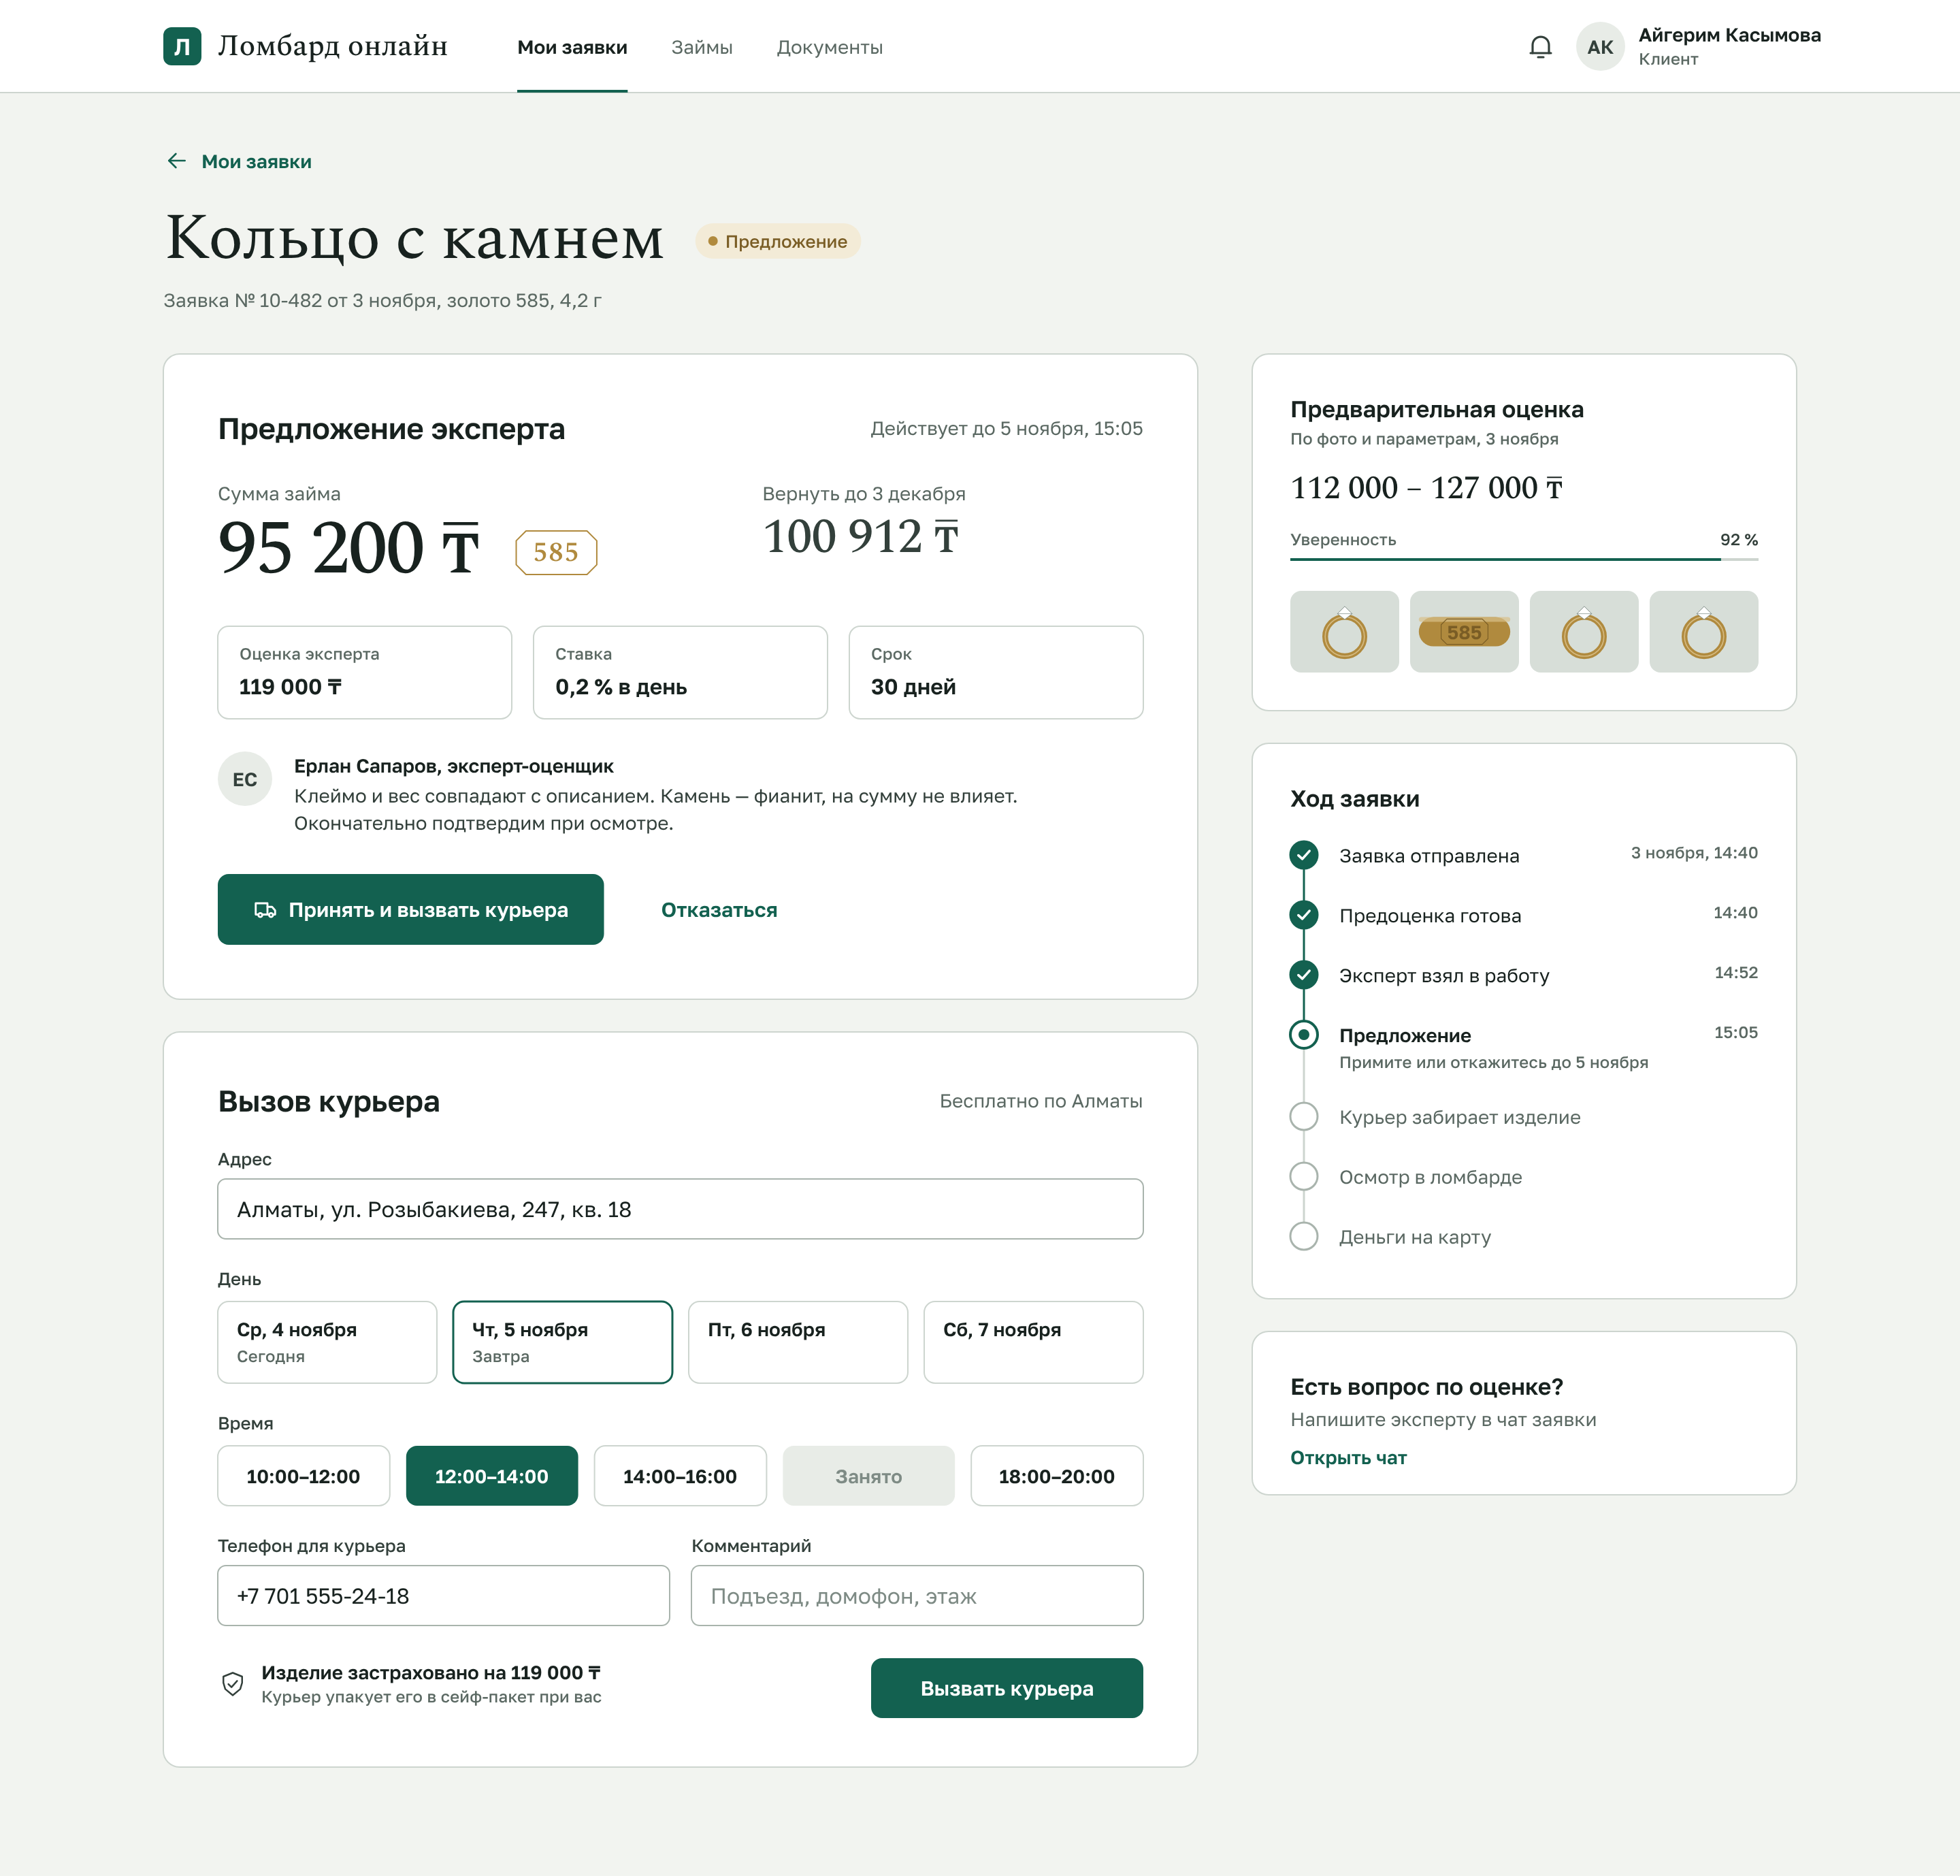 Л Ломбард онлайн
Мои заявки Займы Документы
АК
Айгерим Касымова
Клиент
Мои заявки
Кольцо с камнем
Предложение
Заявка № 10-482 от 3 ноября, золото 585, 4,2 г
Предложение эксперта
Действует до 5 ноября, 15:05
Сумма займа
95 200 ₸
585
Вернуть до 3 декабря
100 912 ₸
Оценка эксперта
119 000 ₸
Ставка
0,2 % в день
Срок
30 дней
ЕС
Ерлан Сапаров, эксперт-оценщик
Клеймо и вес совпадают с описанием. Камень — фианит, на сумму не влияет.
Окончательно подтвердим при осмотре.
Принять и вызвать курьера
Отказаться
Вызов курьера
Бесплатно по Алматы
Адрес
Алматы, ул. Розыбакиева, 247, кв. 18
День
Ср, 4 ноября
Сегодня
Чт, 5 ноября
Завтра
Пт, 6 ноября
Сб, 7 ноября
Время
10:00–12:00
12:00–14:00
14:00–16:00
Занято
18:00–20:00
Телефон для курьера
+7 701 555-24-18
Комментарий
Подъезд, домофон, этаж
Изделие застраховано на 119 000 ₸
Курьер упакует его в сейф-пакет при вас
Вызвать курьера
Предварительная оценка
По фото и параметрам, 3 ноября
112 000 – 127 000 ₸
Уверенность 92 %
585
Ход заявки
Заявка отправлена 3 ноября, 14:40
Предоценка готова 14:40
Эксперт взял в работу 14:52
Предложение 15:05
Примите или откажитесь до 5 ноября
Курьер забирает изделие
Осмотр в ломбарде
Деньги на карту
Есть вопрос по оценке?
Напишите эксперту в чат заявки
Открыть чат